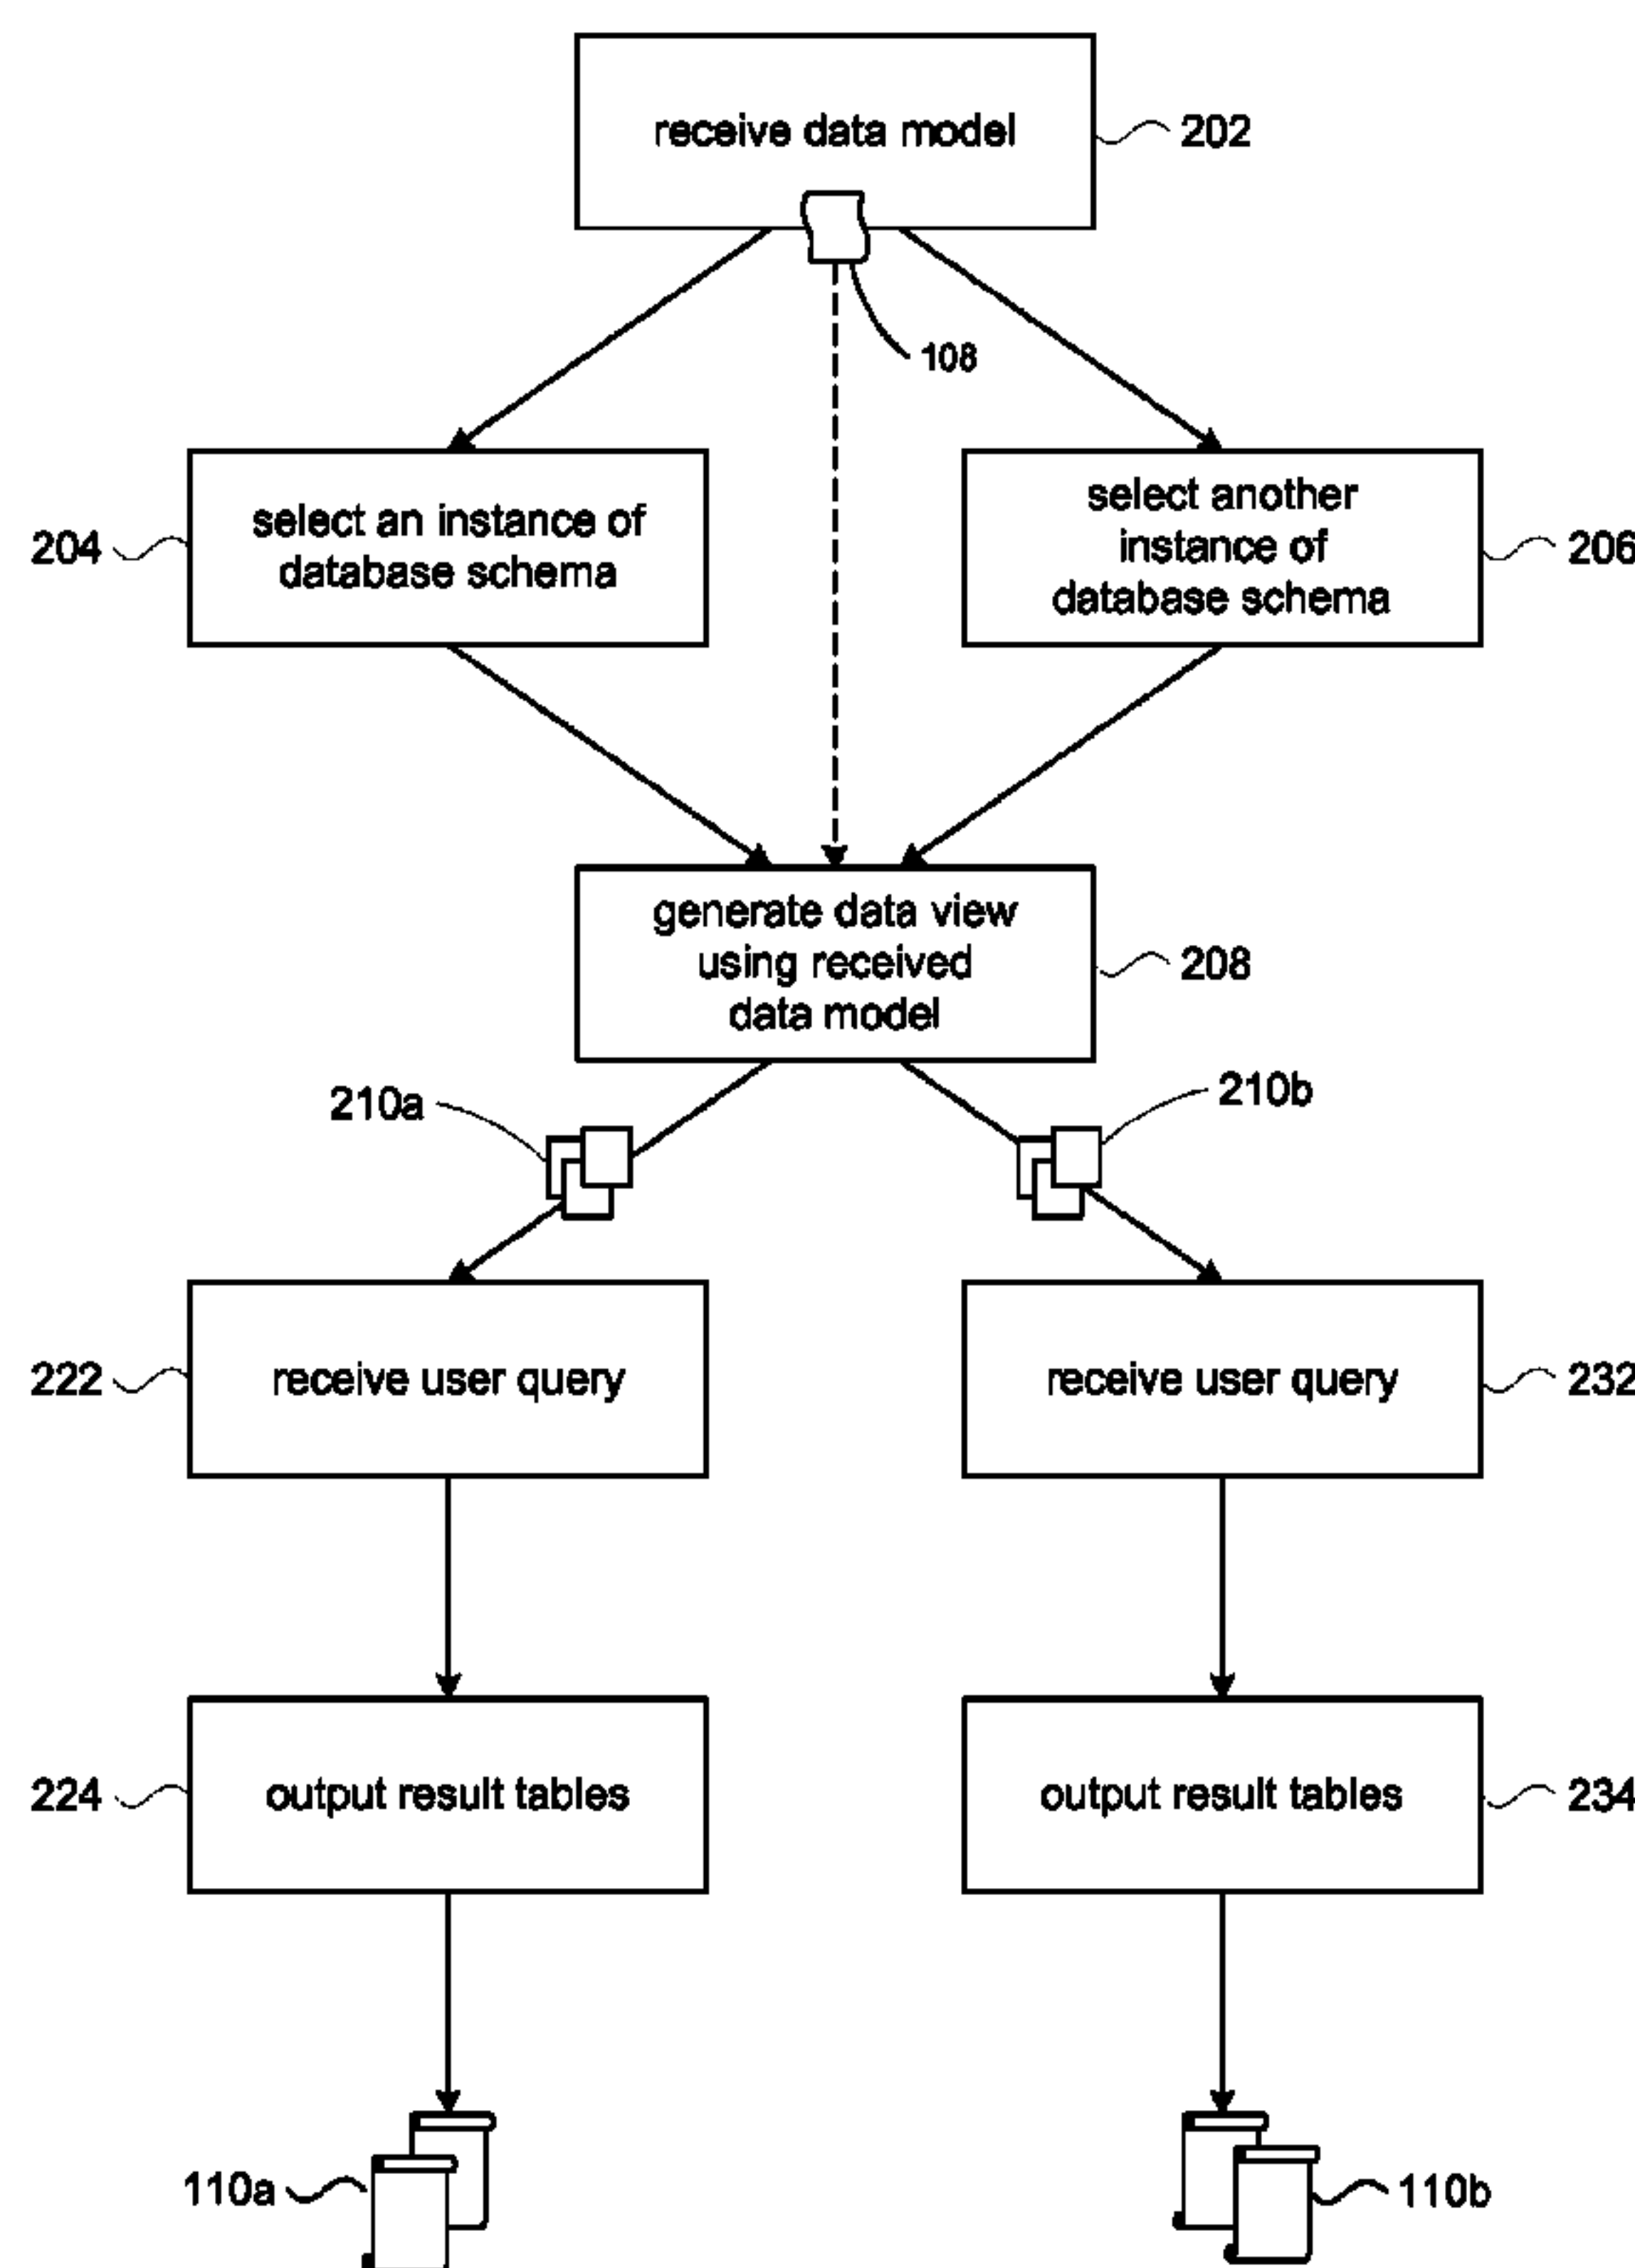 receive data model
202
108
204
select an instance of
database schema
select another
instance of
database schema
206
generate data view
using received
data model
208
210a
210b
222
receive user query
receive user query
232
224
output result tables
output result tables
234
110a
110b